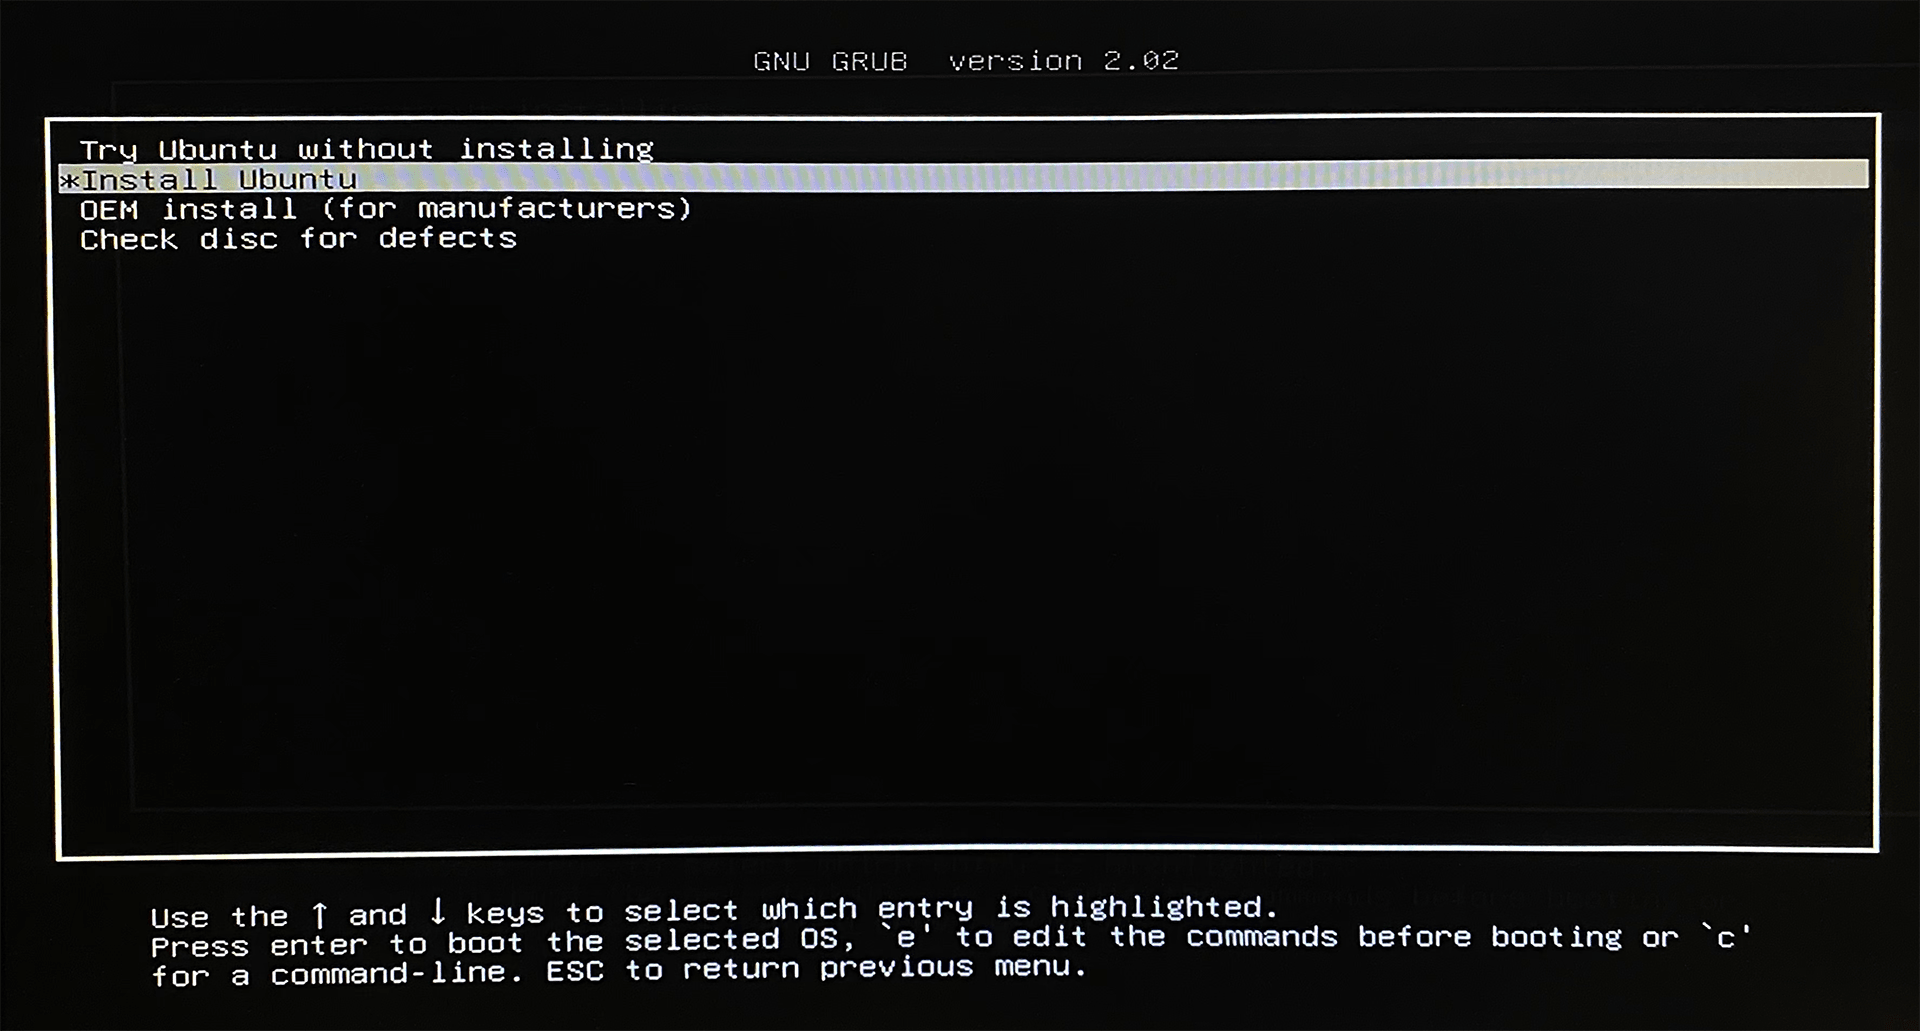 GNU GRUB version 2.02
Try Ubuntu without installing
*Install Ubuntu
OEM install (for manufacturers)
Check disc for defects
Use the ↑ and ↓ keys to select which entry is highlighted.
Press enter to boot the selected OS, `e' to edit the commands before booting or `c'
for a command-line. ESC to return previous menu.